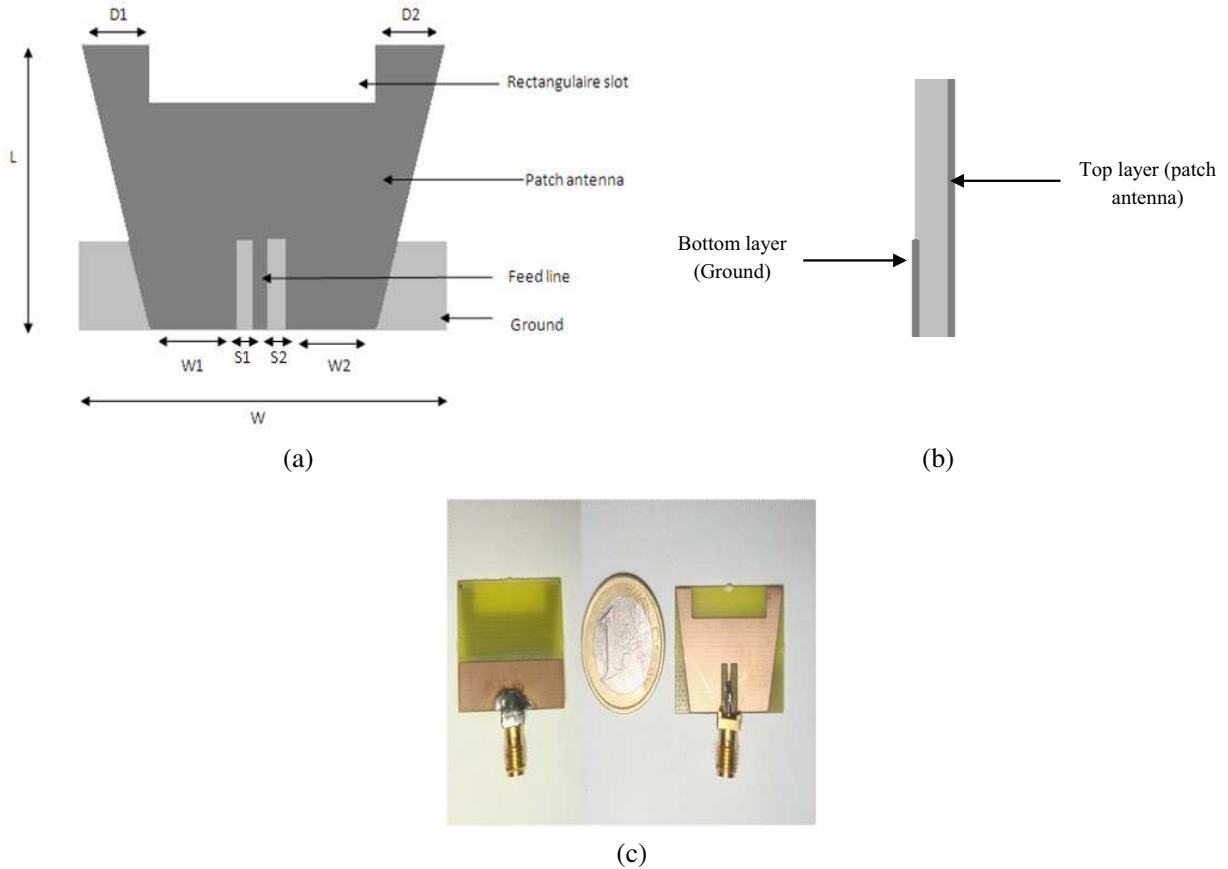 D1
D2
Rectangulaire slot
L
Patch antenna
Feed line
Ground
W1
S1
S2
W2
W
(a)
Top layer (patch
antenna)
Bottom layer
(Ground)
(b)
1
(c)